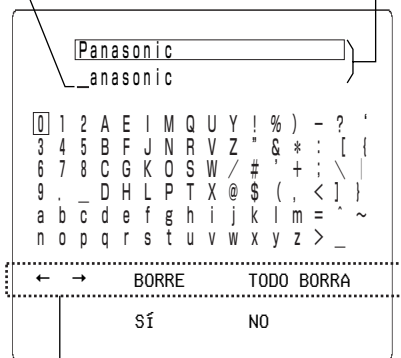 Panasonic
_anasonic
0 1 2 A E I M Q U Y ! % ) − ? ‘
3 4 5 B F J N R V Z " & * : [ {
6 7 8 C G K O S W / # ' + ; \ |
9 . _ D H L P T X @ $ ( , < ] }
a b c d e f g h i j k l m = ^ ~
n o p q r s t u v w x y z > _
← → BORRE TODO BORRA
SÍ NO